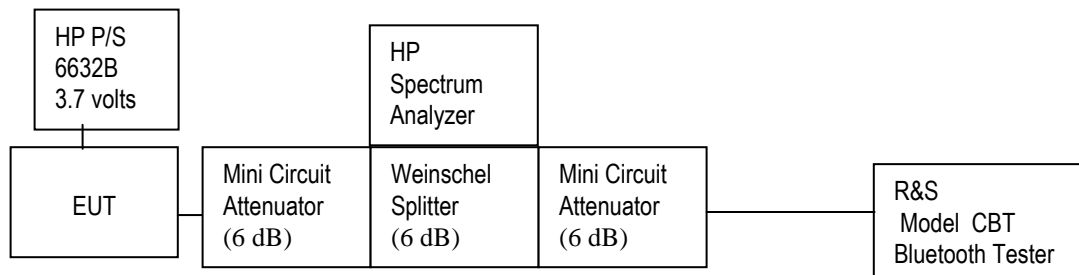 HP P/S
6632B
3.7 volts
HP
Spectrum
Analyzer
EUT
Mini Circuit
Attenuator
(6 dB)
Weinschel
Splitter
(6 dB)
Mini Circuit
Attenuator
(6 dB)
R&S
Model CBT
Bluetooth Tester